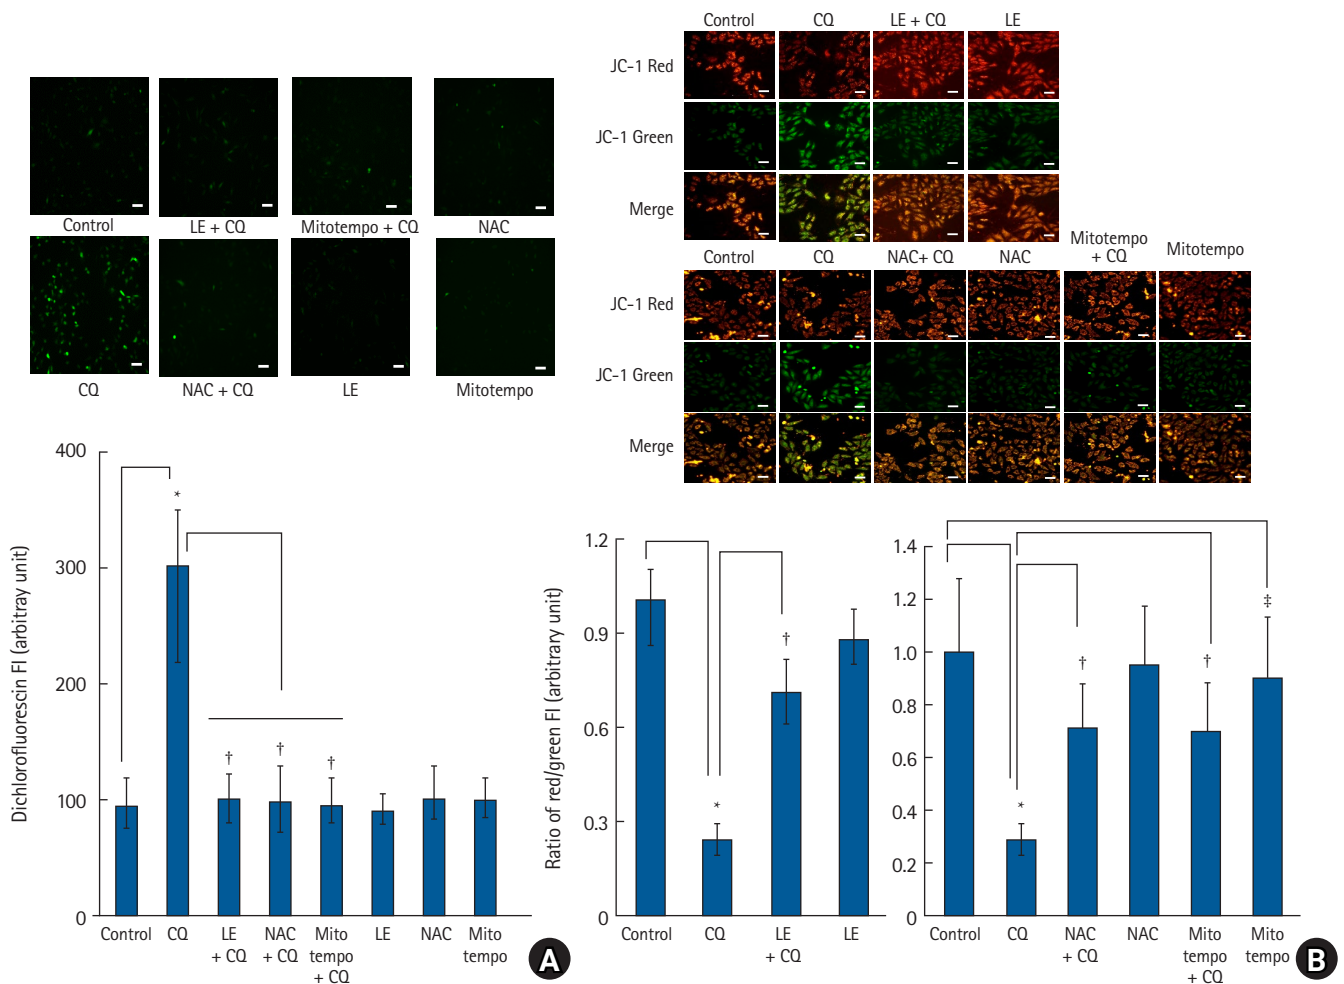 Control CQ LE + CQ LE
JC-1 Red
JC-1 Green
Merge
Control LE + CQ Mitotempo + CQ NAC
CQ NAC + CQ LE Mitotempo
Control CQ NAC+ CQ NAC Mitotempo
+ CQ Mitotempo
JC-1 Red
JC-1 Green
Merge
Dichlorofluorescin FI (arbitray unit)
400
300
200
100
0
*
†
†
†
Control CQ LE
+ CQ NAC
+ CQ Mito
tempo
+ CQ LE NAC Mito
tempo
A
Ratio of red/green FI (arbitrary unit)
1.2
0.9
0.6
0.3
0
*
†
Control CQ LE
+ CQ LE
1.4
1.2
1.0
0.8
0.6
0.4
0.2
0
*
†
†
‡
Control CQ NAC
+ CQ NAC Mito
tempo
+ CQ Mito
tempo
B